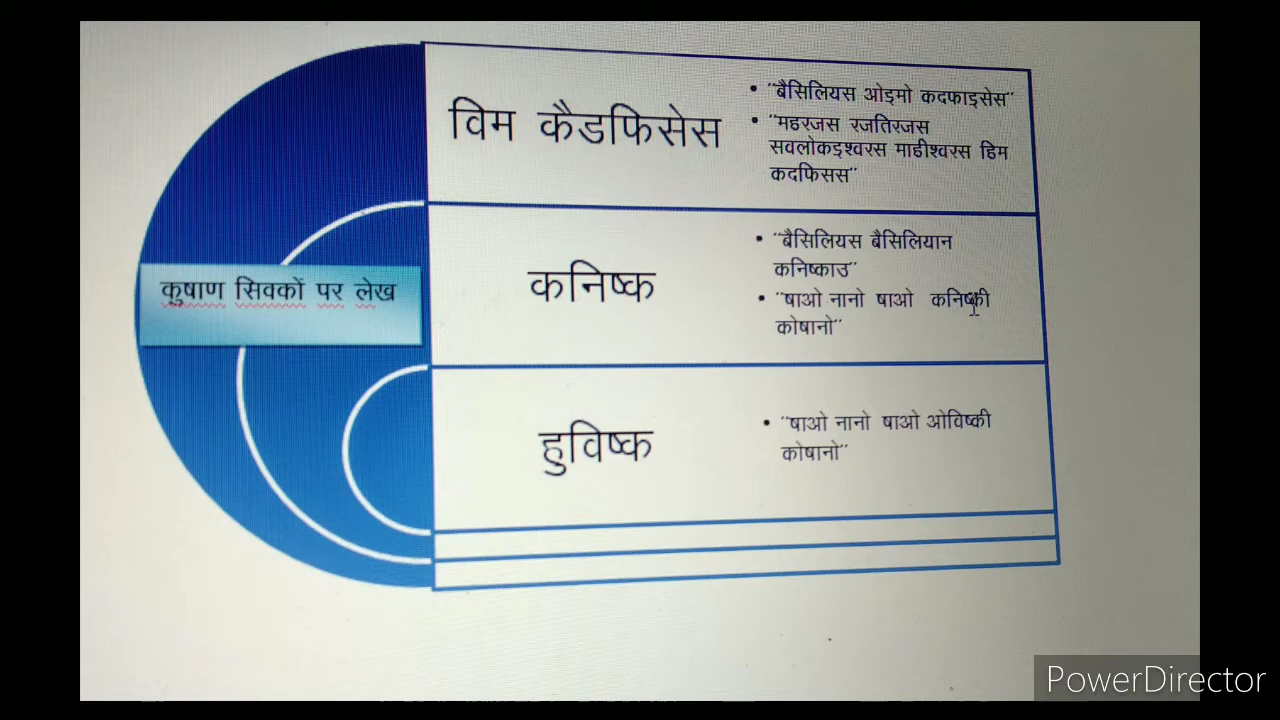 विम कैडफिसेस
"बैसिलियस ओइमो कदफाइसेस"
"महरजस रजतिरजस
सवलोकइश्वरस माहीश्वरस हिम
कदफिसस"
कुषाण सिवकों पर लेख
कनिष्क
"बैसिलियस बैसिलियान
कनिष्काउ"
"षाओ नानो षाओ कनिष्की
कोषानो"
हुविष्क
"षाओ नानो षाओ ओविष्की
कोषानो"
PowerDirector